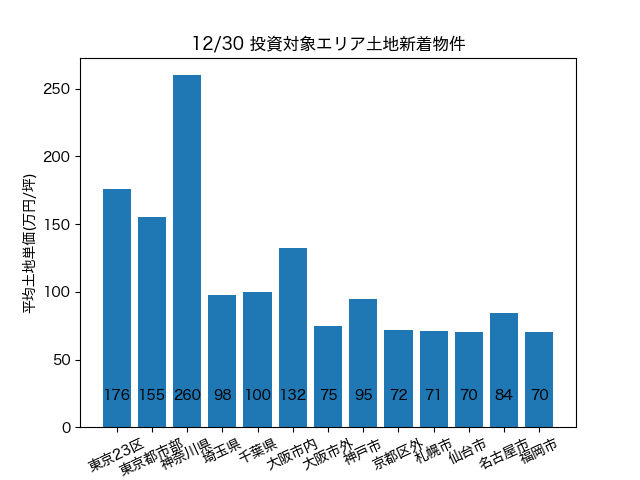 12/30 投資対象エリア土地新着物件
平均土地単価(万円/坪)
250
200
150
100
50
0
176 155 260 98 100 132 75 95 72 71 70 84 70
東京23区 東京都市部 神奈川県 埼玉県 千葉県 大阪市内 大阪市外 神戸市 京都区外 札幌市 仙台市 名古屋市 福岡市